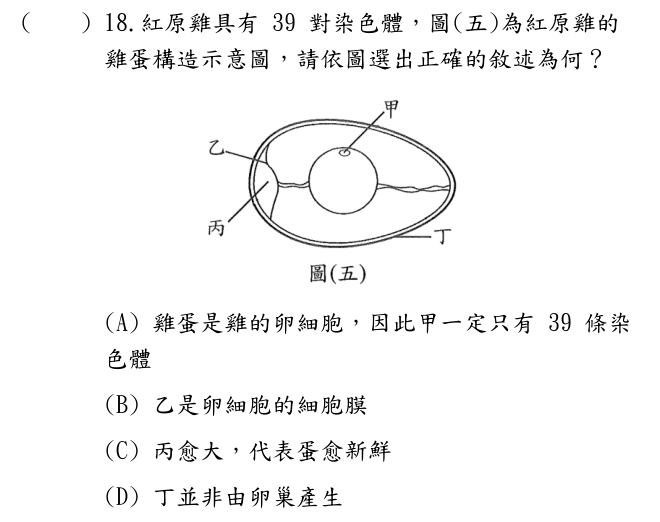 (　　) 18.紅原雞具有 39 對染色體，圖(五)為紅原雞的
雞蛋構造示意圖，請依圖選出正確的敘述為何？
甲
乙
丙
丁
圖(五)
(A) 雞蛋是雞的卵細胞，因此甲一定只有 39 條染
色體
(B) 乙是卵細胞的細胞膜
(C) 丙愈大，代表蛋愈新鮮
(D) 丁並非由卵巢產生